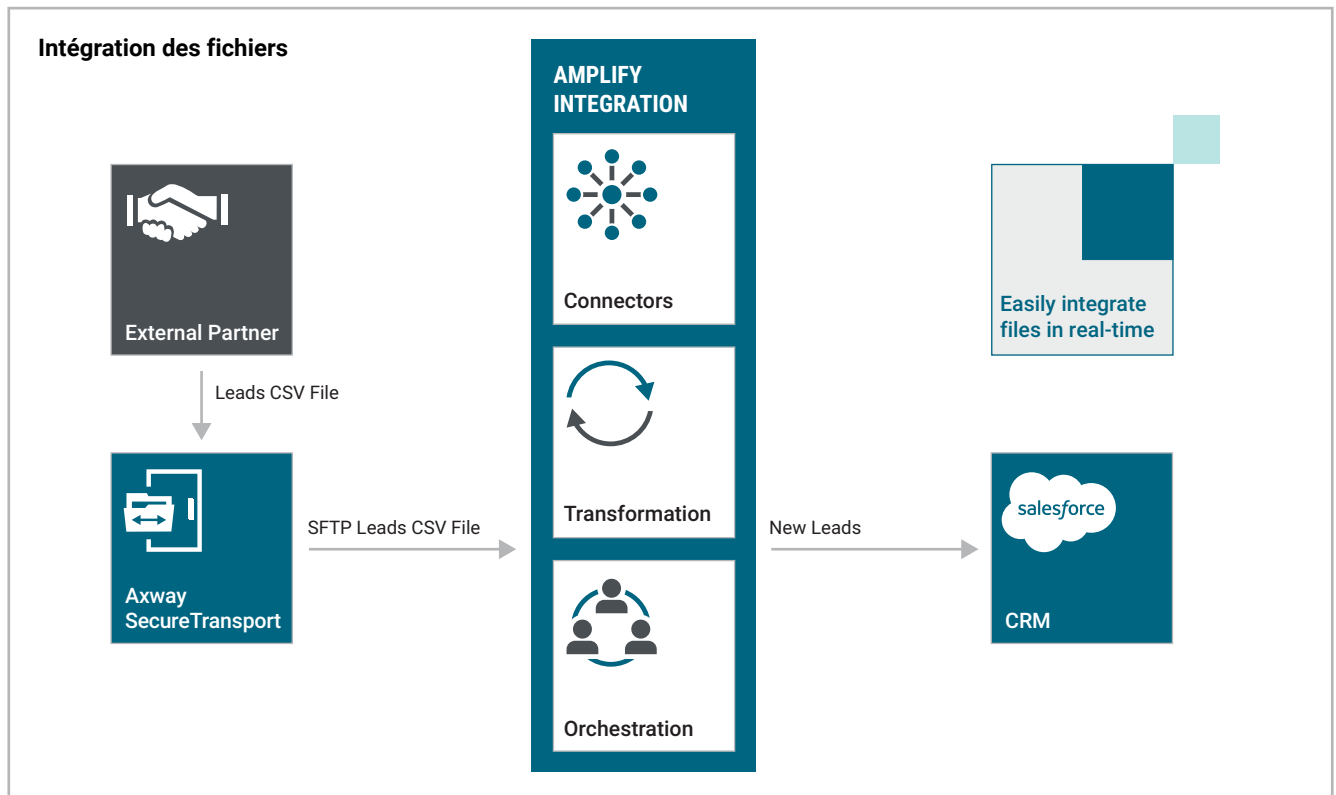 Intégration des fichiers
AMPLIFY
INTEGRATION
External Partner
Leads CSV File
Axway
SecureTransport
SFTP Leads CSV File
Connectors
Transformation
Orchestration
New Leads
Easily integrate
files in real-time
salesforce
CRM